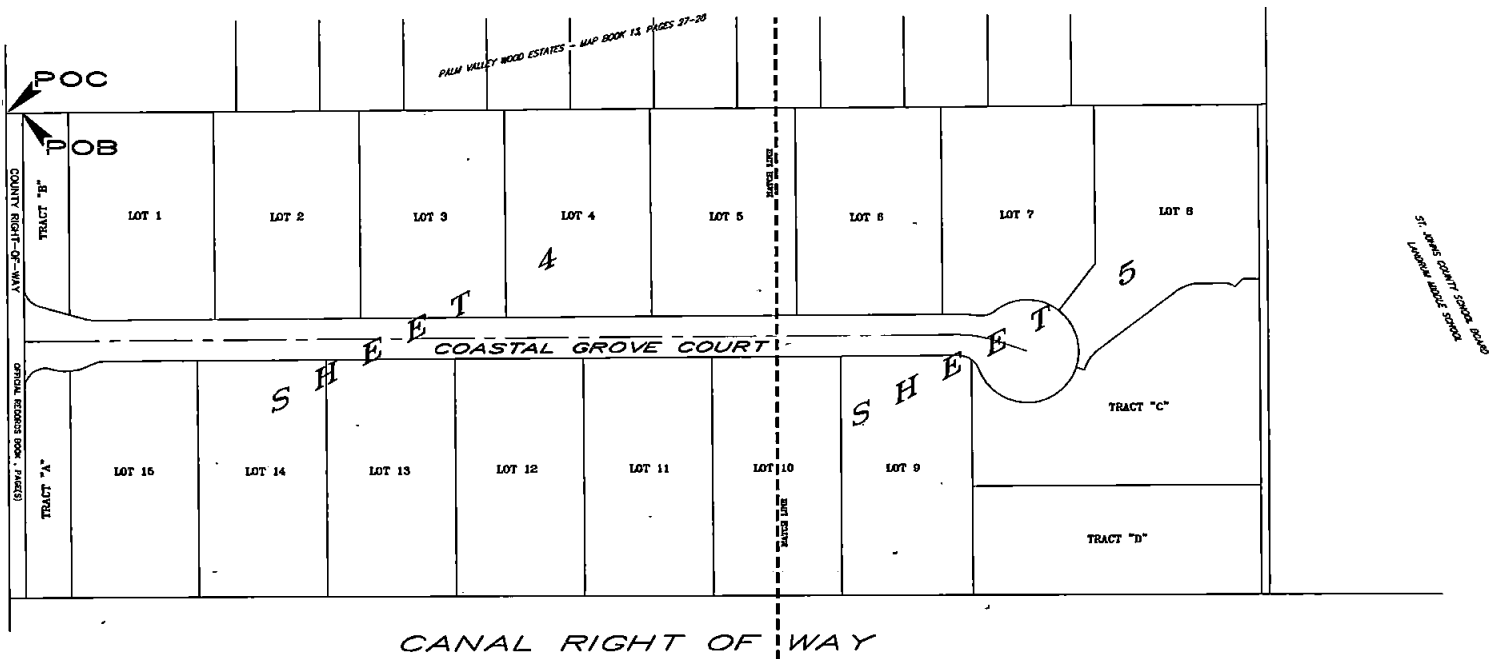 PALM VALLEY WOOD ESTATES - MAP BOOK 13, PAGES 27-28
POC
POB
COUNTY RIGHT-OF-WAY
TRACT "B"
LOT 1
LOT 2
LOT 3
LOT 4
LOT 5
MATCH LINE
LOT 6
LOT 7
LOT 8
ST. JOHNS COUNTY SCHOOL BOARD
LANDRUM MIDDLE SCHOOL
SHEET 4
SHEET 5
COASTAL GROVE COURT
OFFICIAL RECORDS BOOK , PAGE(S)
TRACT "A"
LOT 15
LOT 14
LOT 13
LOT 12
LOT 11
LOT 10
MATCH LINE
LOT 9
TRACT "C"
TRACT "D"
CANAL RIGHT OF WAY